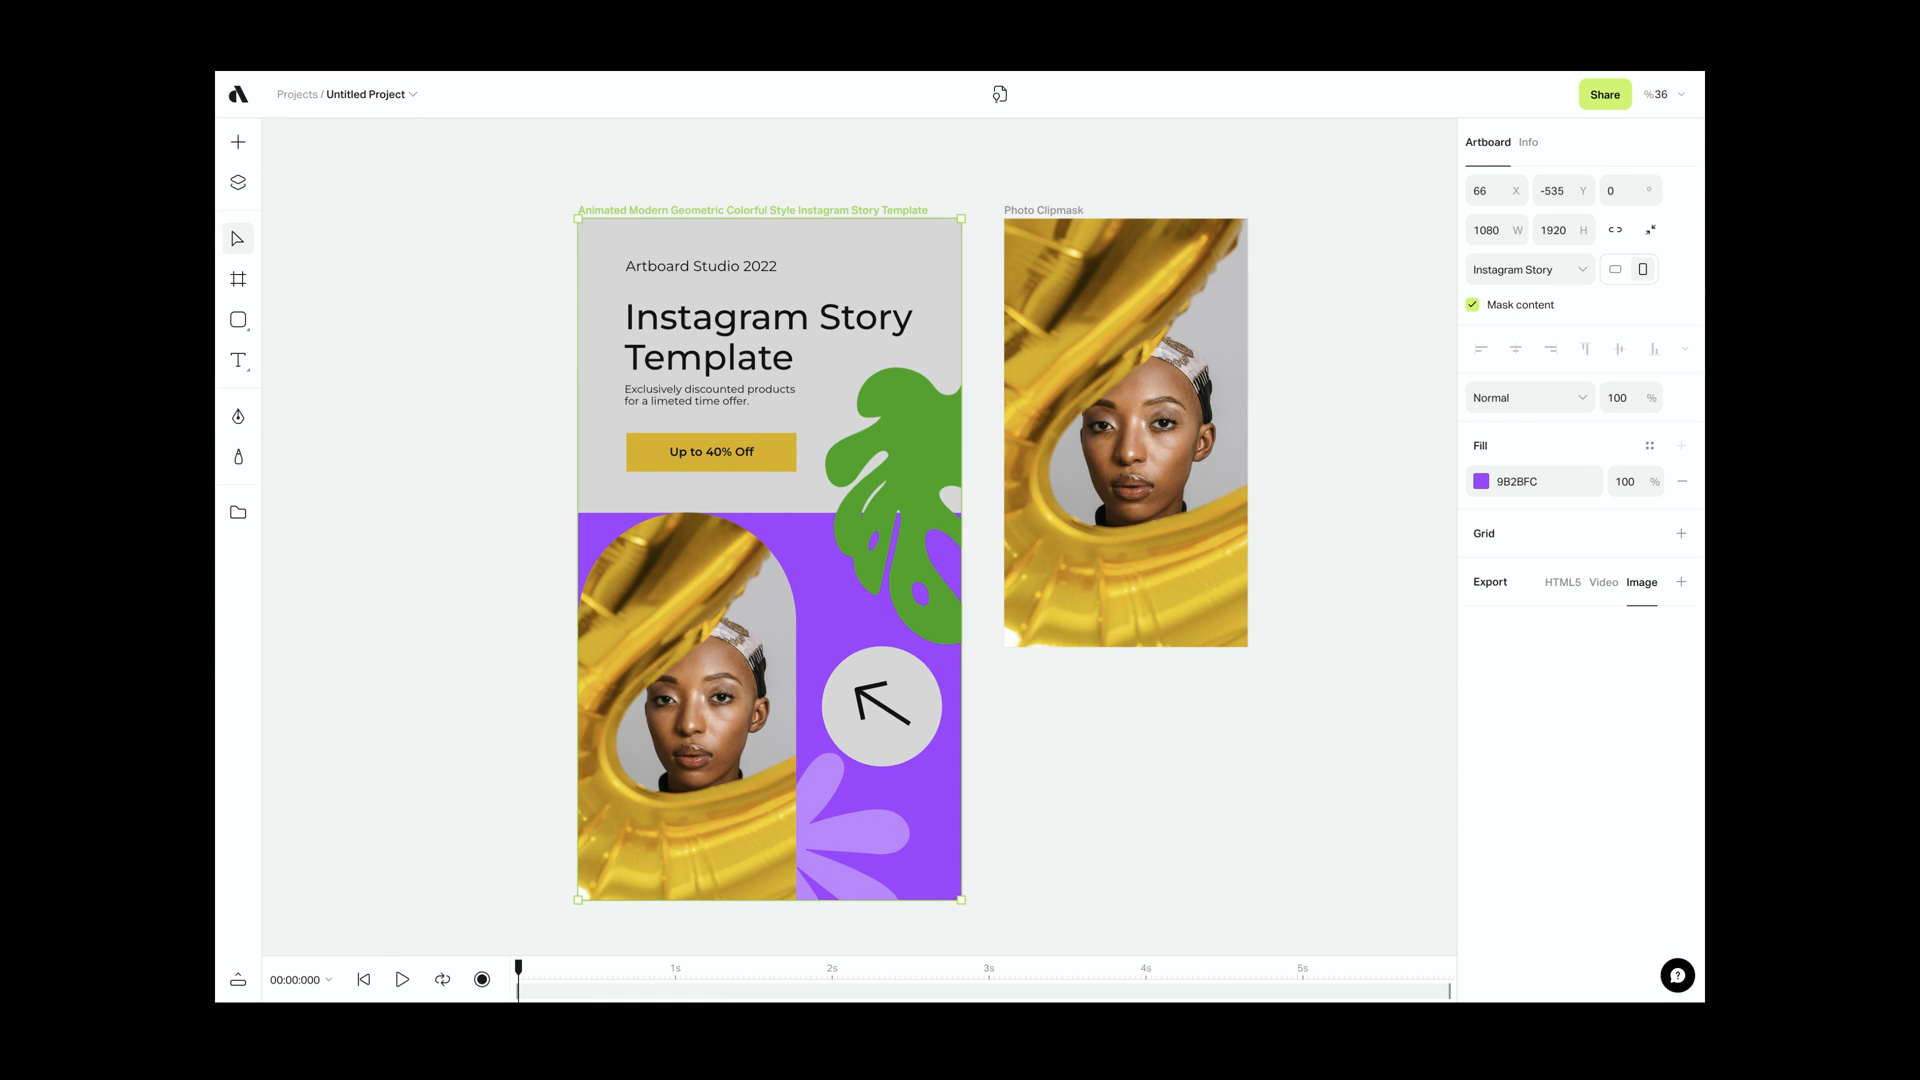 Projects / Untitled Project
Share
%36
Artboard Info
66 X -535 Y 0 °
1080 W 1920 H
Instagram Story
Mask content
Normal 100 %
Fill
9B2BFC 100 %
Grid
Export HTML5 Video Image
Animated Modern Geometric Colorful Style Instagram Story Template
Artboard Studio 2022
Instagram Story
Template
Exclusively discounted products
for a limeted time offer.
Up to 40% Off
Photo Clipmask
00:00:000
1s 2s 3s 4s 5s